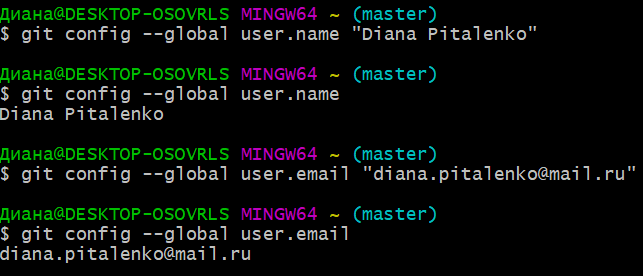 Диана@DESKTOP-OSOVRLS MINGW64 ~ (master)
$ git config --global user.name "Diana Pitalenko"
Диана@DESKTOP-OSOVRLS MINGW64 ~ (master)
$ git config --global user.name
Diana Pitalenko
Диана@DESKTOP-OSOVRLS MINGW64 ~ (master)
$ git config --global user.email "diana.pitalenko@mail.ru"
Диана@DESKTOP-OSOVRLS MINGW64 ~ (master)
$ git config --global user.email
diana.pitalenko@mail.ru